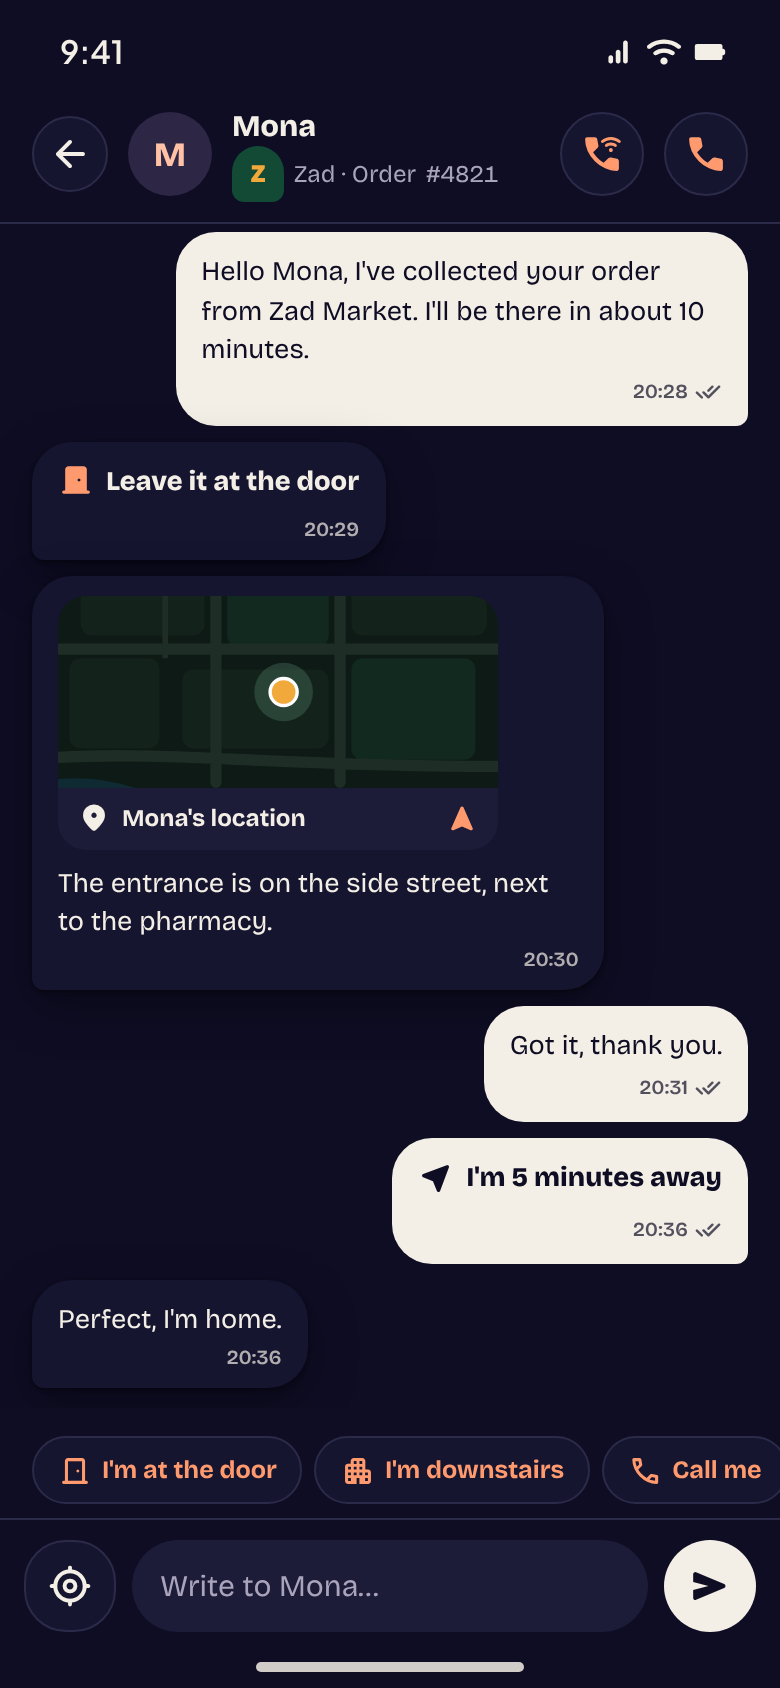 9:41
M
Mona
Z
Zad · Order #4821
Hello Mona, I've collected your order
from Zad Market. I'll be there in about 10
minutes.
20:28
Leave it at the door
20:29
Mona's location
The entrance is on the side street, next
to the pharmacy.
20:30
Got it, thank you.
20:31
I'm 5 minutes away
20:36
Perfect, I'm home.
20:36
I'm at the door
I'm downstairs
Call me
Write to Mona...